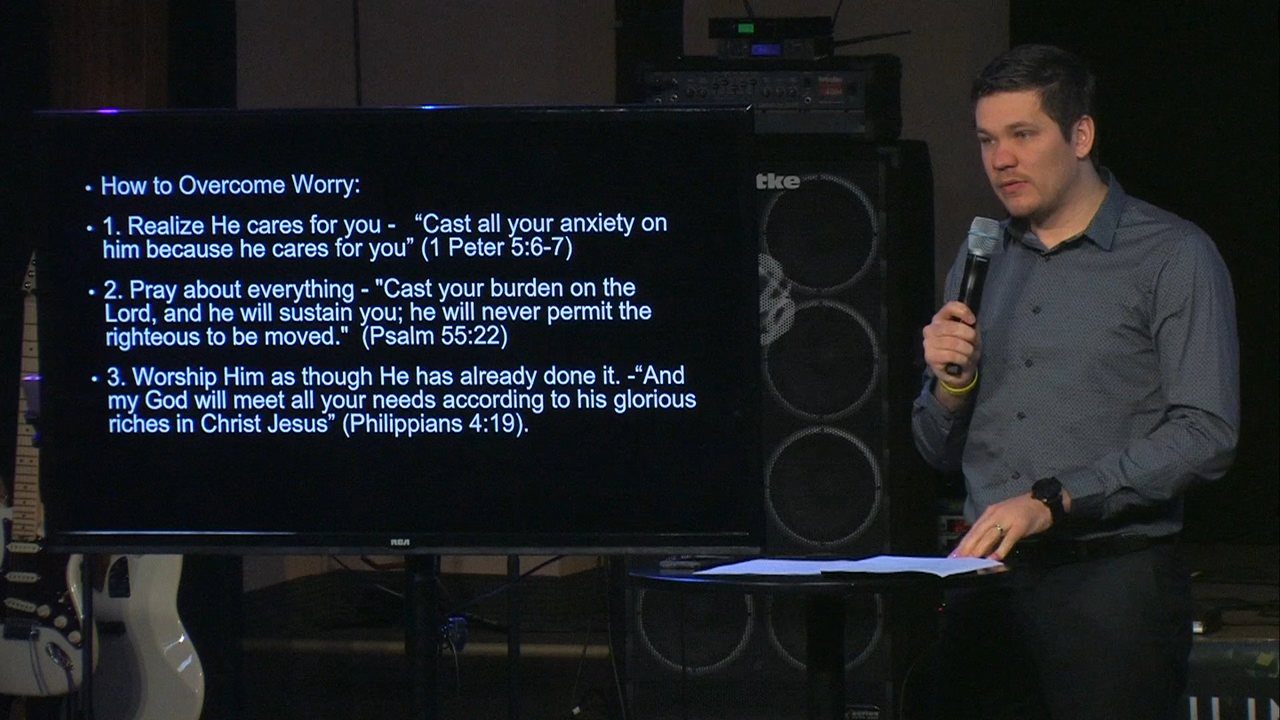 • How to Overcome Worry:
• 1. Realize He cares for you - “Cast all your anxiety on
him because he cares for you” (1 Peter 5:6-7)
• 2. Pray about everything - "Cast your burden on the
Lord, and he will sustain you; he will never permit the
righteous to be moved." (Psalm 55:22)
• 3. Worship Him as though He has already done it. -“And
my God will meet all your needs according to his glorious
riches in Christ Jesus” (Philippians 4:19).
RCA
tke